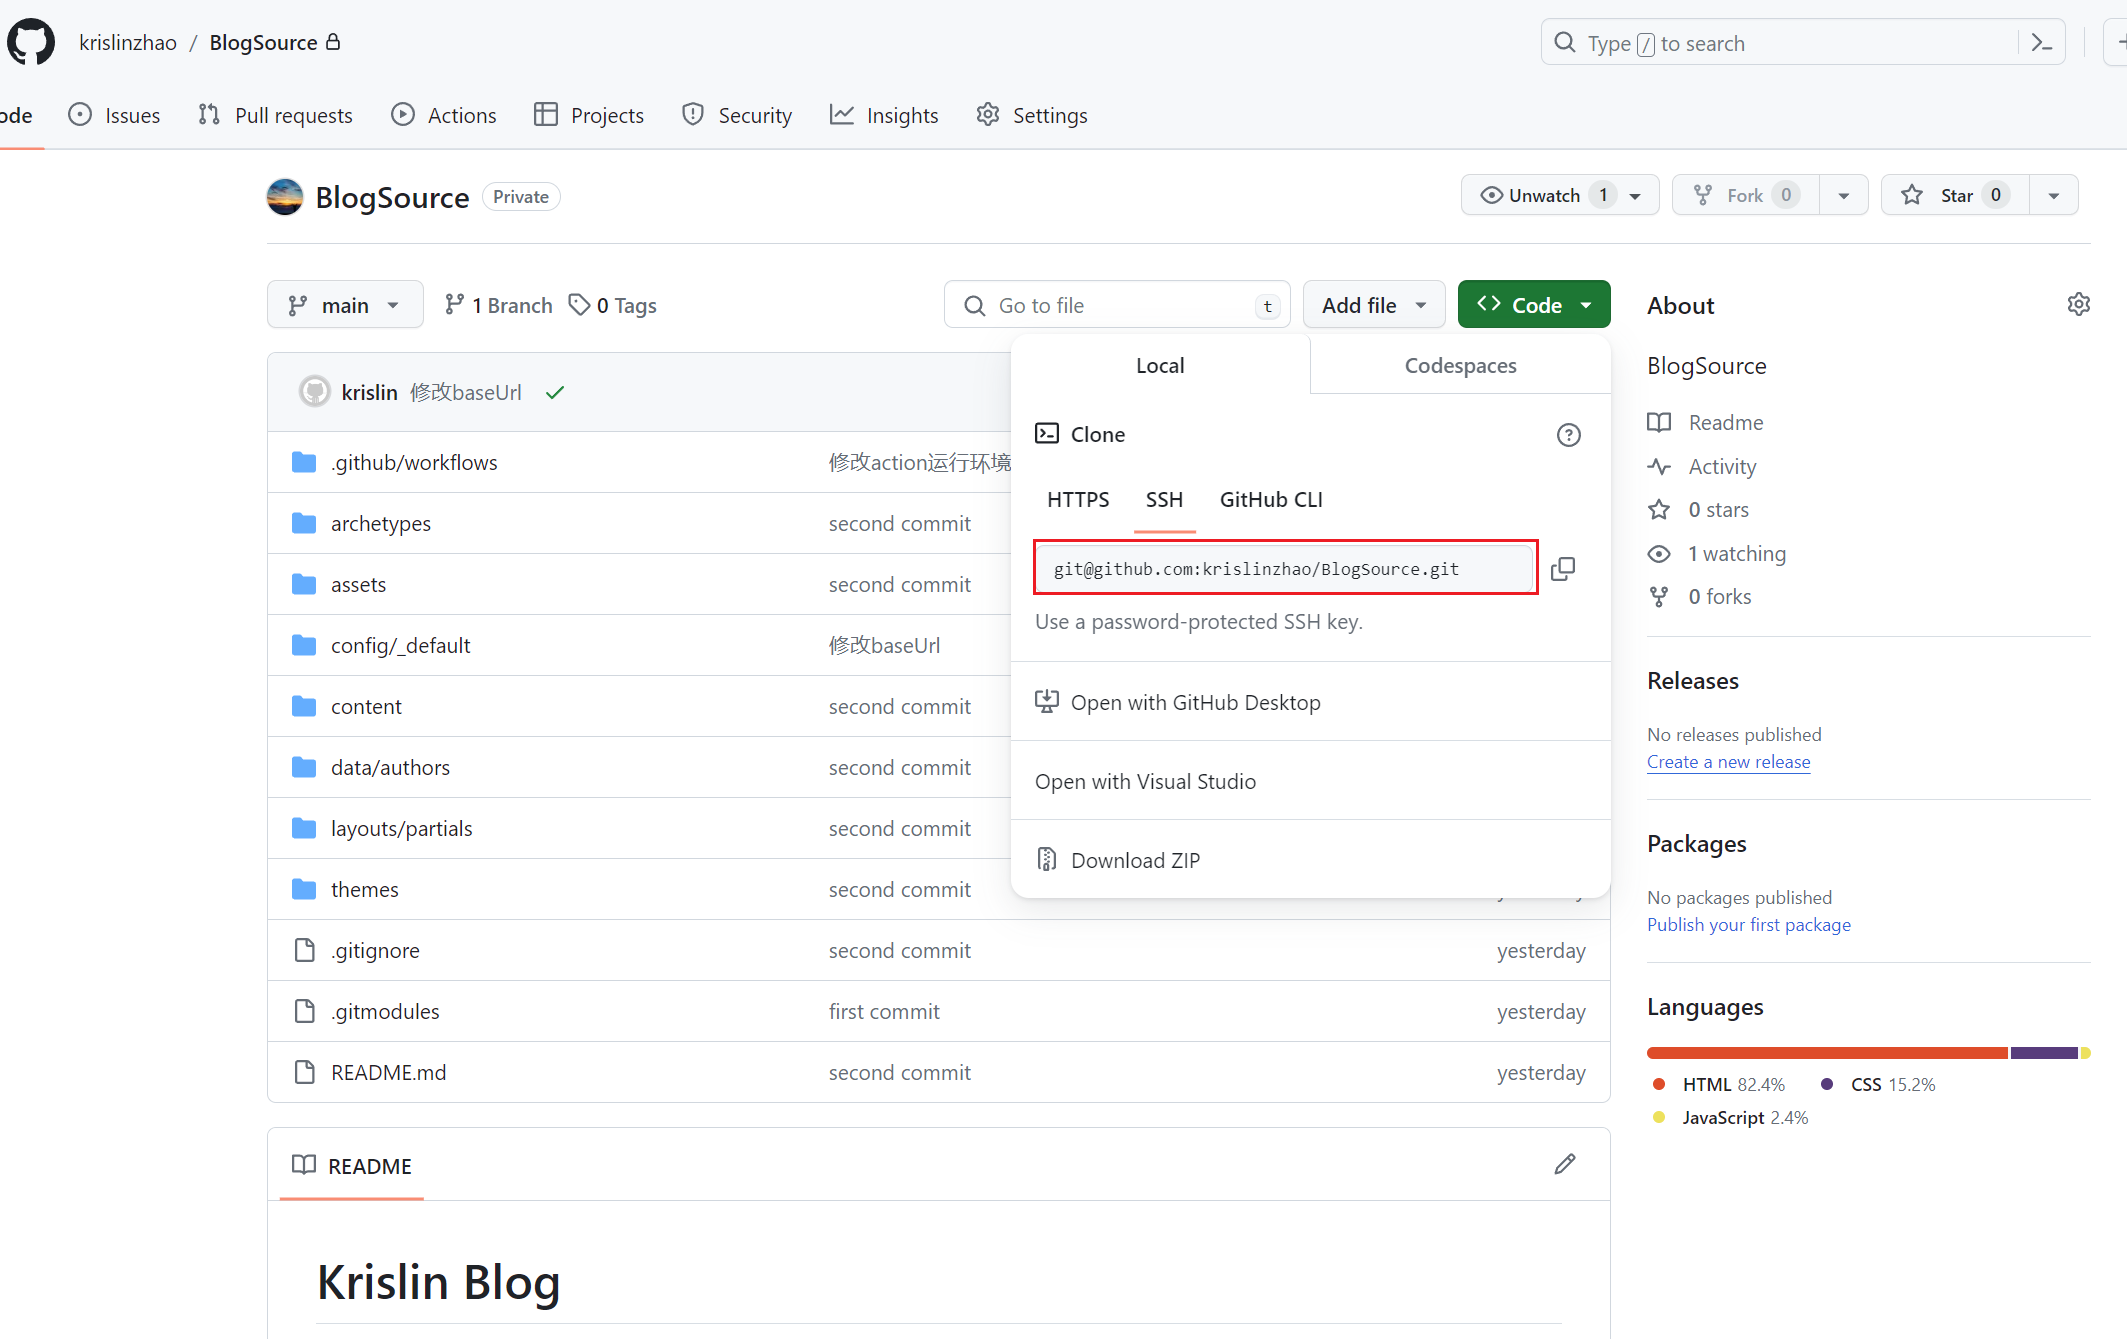 krislinzhao / BlogSource
Type / to search
ode
Issues
Pull requests
Actions
Projects
Security
Insights
Settings
BlogSource Private
Unwatch 1
Fork 0
Star 0
main
1 Branch
0 Tags
Go to file t
Add file
Code
krislin 修改baseUrl
.github/workflows 修改action运行环境
archetypes second commit
assets second commit
config/_default 修改baseUrl
content second commit
data/authors second commit
layouts/partials second commit
themes second commit
.gitignore second commit yesterday
.gitmodules first commit yesterday
README.md second commit yesterday
Local
Codespaces
Clone
HTTPS SSH GitHub CLI
git@github.com:krislinzhao/BlogSource.git
Use a password-protected SSH key.
Open with GitHub Desktop
Open with Visual Studio
Download ZIP
README
Krislin Blog
About
BlogSource
Readme
Activity
0 stars
1 watching
0 forks
Releases
No releases published
Create a new release
Packages
No packages published
Publish your first package
Languages
HTML 82.4% CSS 15.2%
JavaScript 2.4%